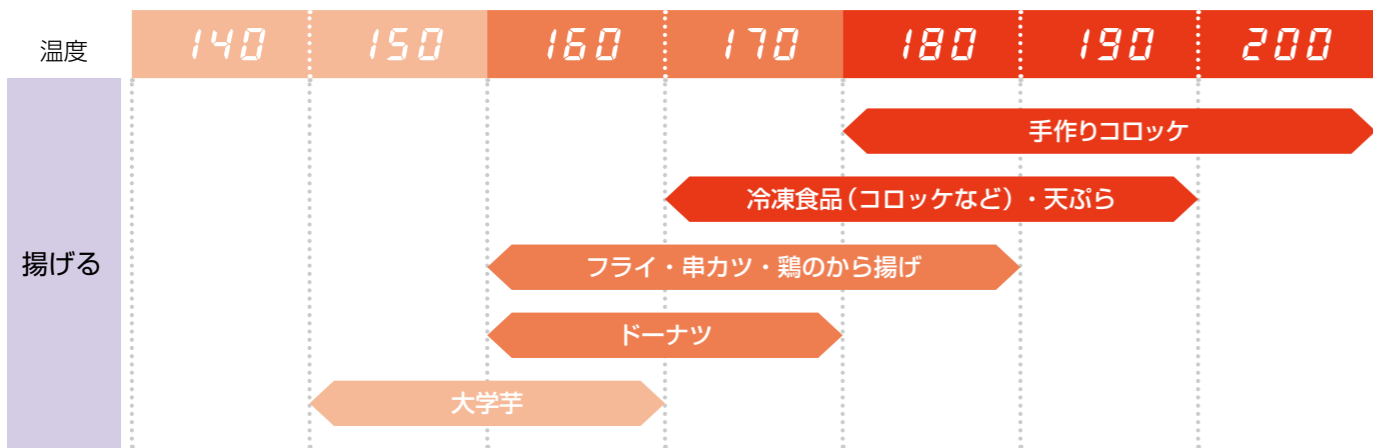 温度 140 150 160 170 180 190 200
手作りコロッケ
冷凍食品（コロッケなど）・天ぷら
揚げる
フライ・串カツ・鶏のから揚げ
ドーナツ
大学芋